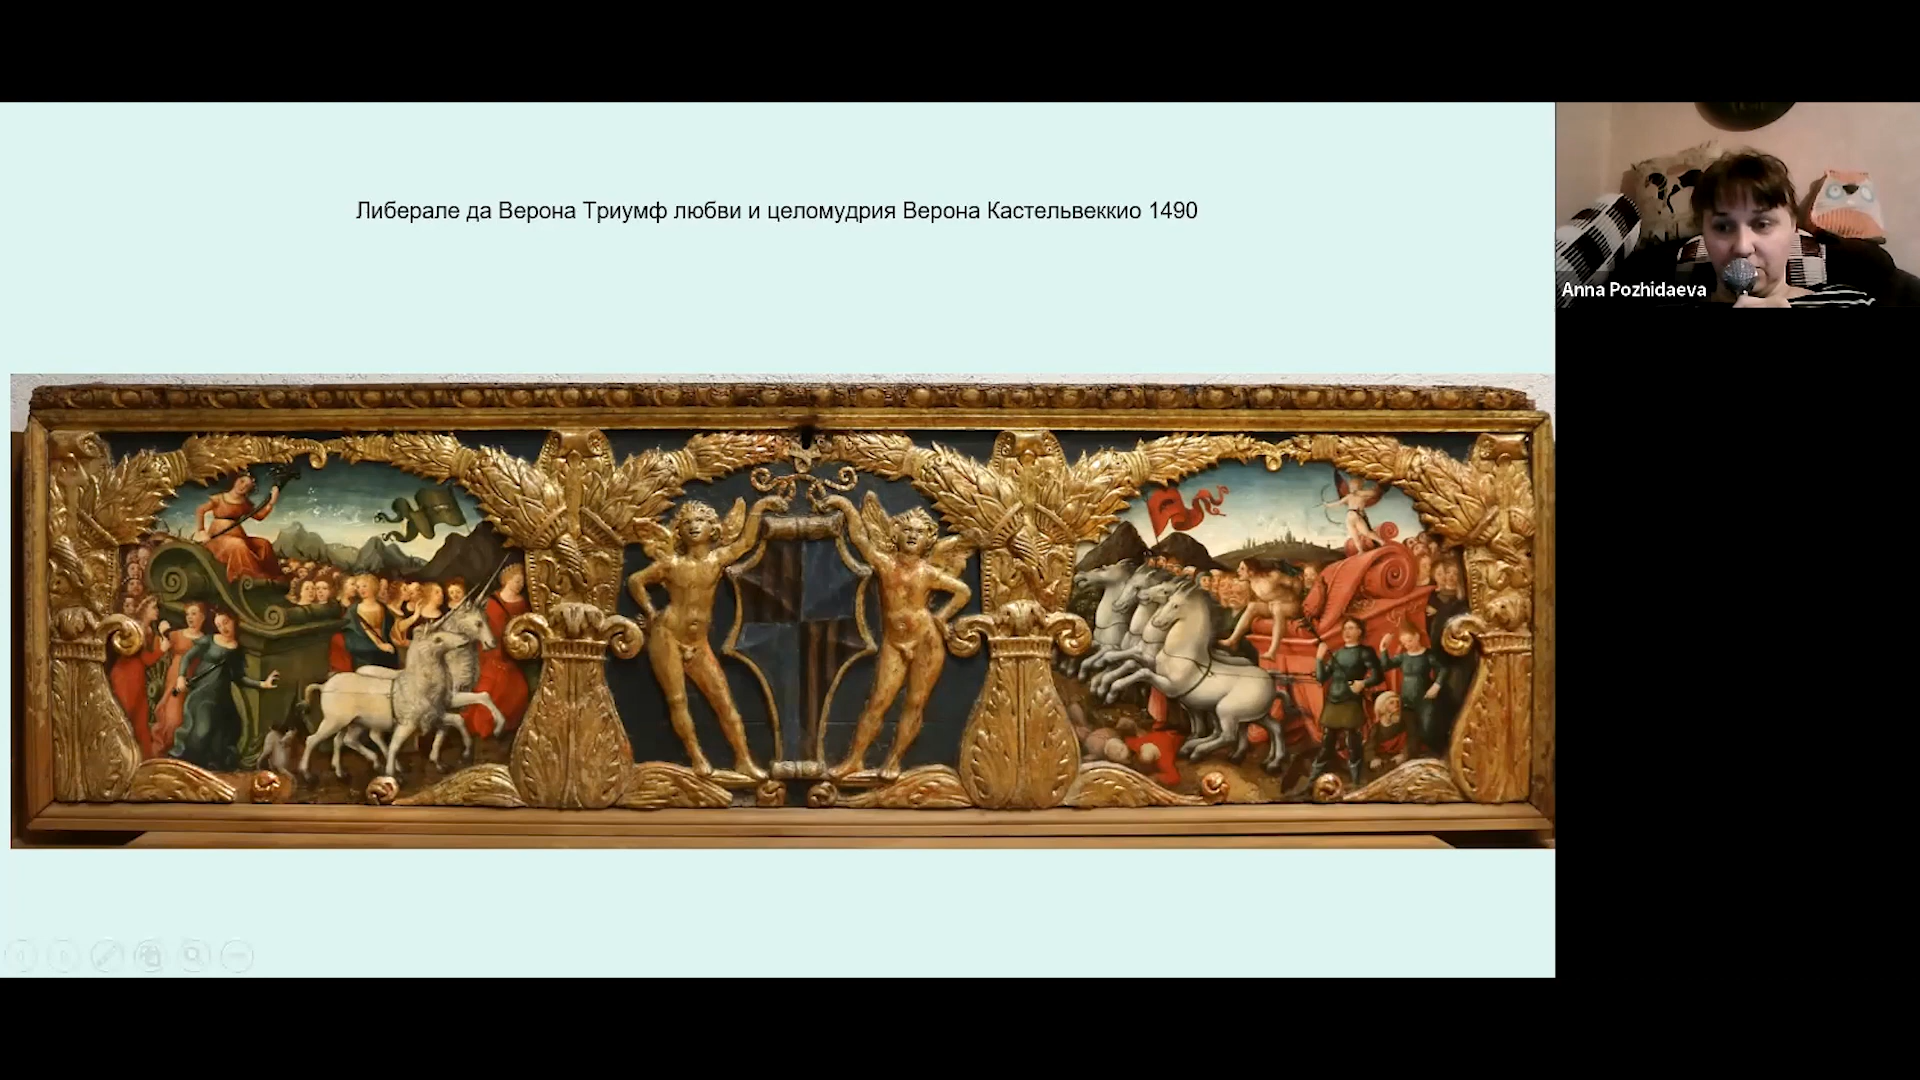 Либерале да Верона Триумф любви и целомудрия Верона Кастельвеккио 1490
Anna Pozhidaeva